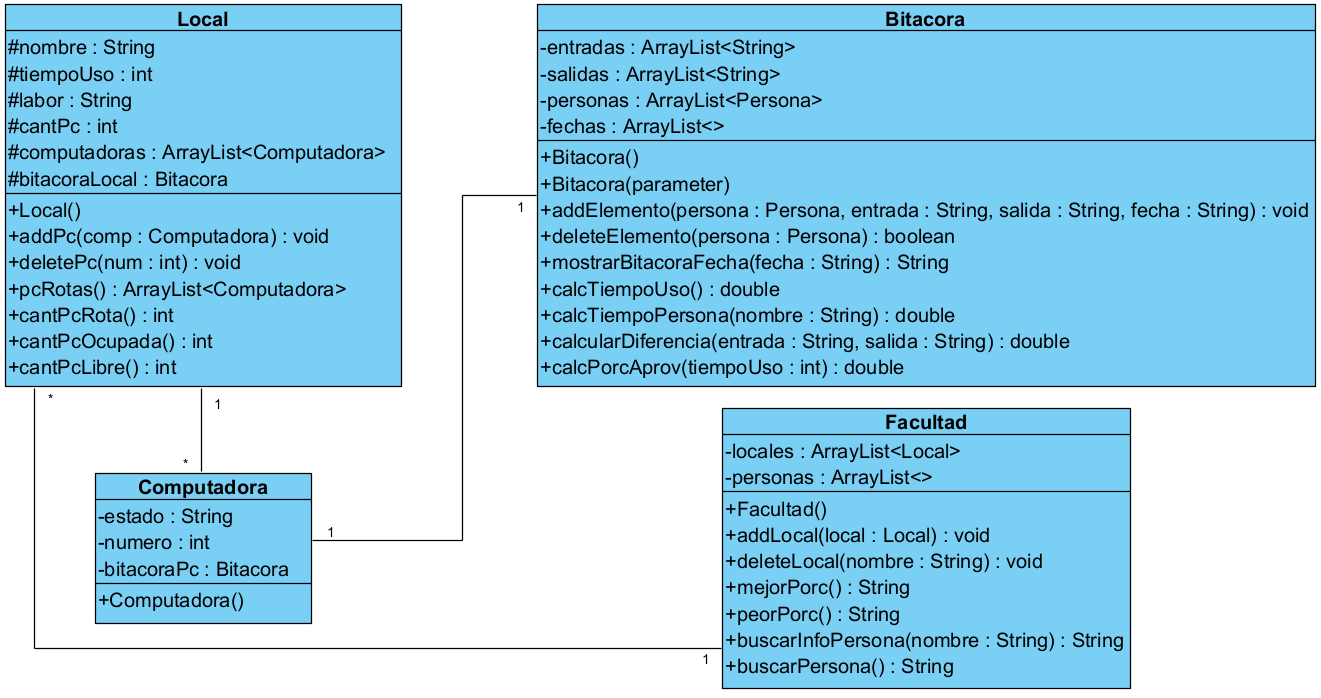 Local
#nombre : String
#tiempoUso : int
#labor : String
#cantPc : int
#computadoras : ArrayList<Computadora>
#bitacoraLocal : Bitacora
+Local()
+addPc(comp : Computadora) : void
+deletePc(num : int) : void
+pcRotas() : ArrayList<Computadora>
+cantPcRota() : int
+cantPcOcupada() : int
+cantPcLibre() : int
Bitacora
-entradas : ArrayList<String>
-salidas : ArrayList<String>
-personas : ArrayList<Persona>
-fechas : ArrayList<>
+Bitacora()
+Bitacora(parameter)
+addElemento(persona : Persona, entrada : String, salida : String, fecha : String) : void
+deleteElemento(persona : Persona) : boolean
+mostrarBitacoraFecha(fecha : String) : String
+calcTiempoUso() : double
+calcTiempoPersona(nombre : String) : double
+calcularDiferencia(entrada : String, salida : String) : double
+calcPorcAprov(tiempoUso : int) : double
1
*
1
*
Computadora
-estado : String
-numero : int
-bitacoraPc : Bitacora
+Computadora()
1
Facultad
-locales : ArrayList<Local>
-personas : ArrayList<>
+Facultad()
+addLocal(local : Local) : void
+deleteLocal(nombre : String) : void
+mejorPorc() : String
+peorPorc() : String
+buscarInfoPersona(nombre : String) : String
+buscarPersona() : String
1